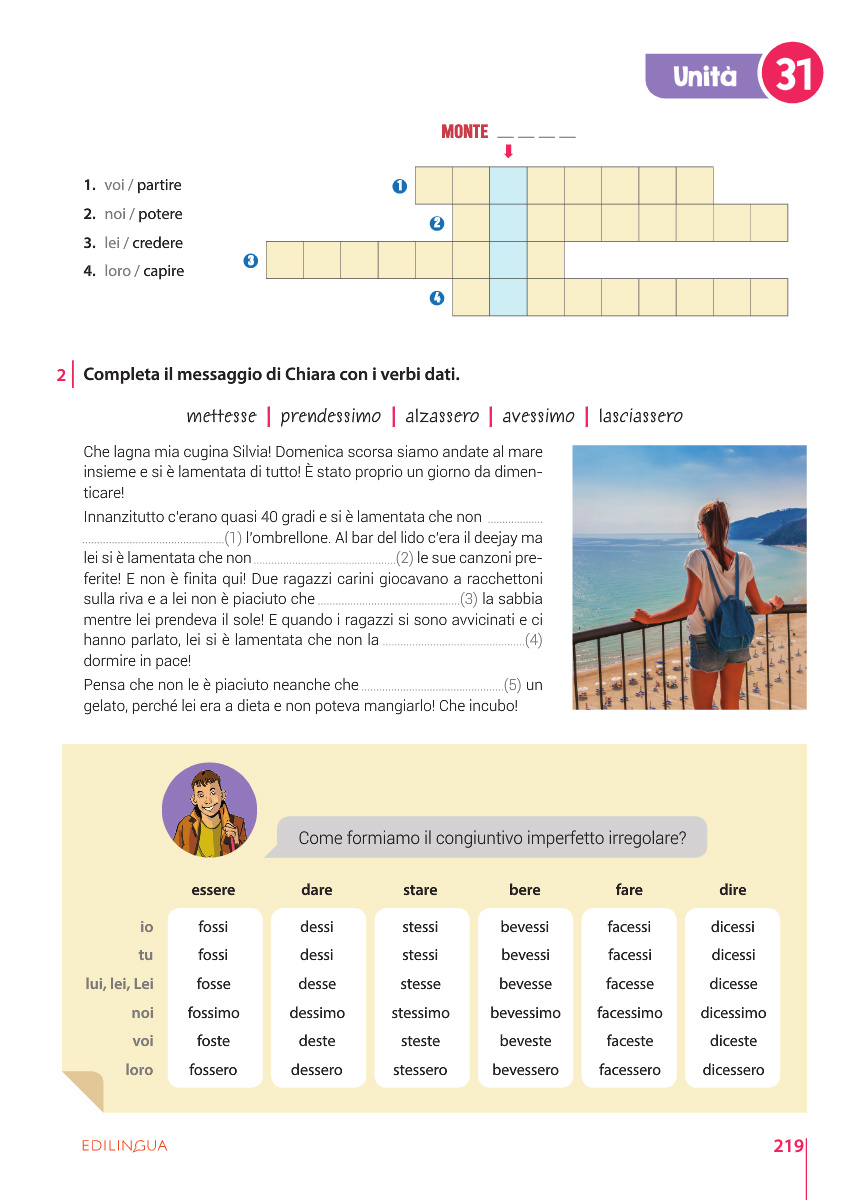 Unità 31
MONTE __ __ __ __
1. voi / partire
2. noi / potere
3. lei / credere
4. loro / capire
1
2
3
4
2 Completa il messaggio di Chiara con i verbi dati.
mettesse | prendessimo | alzassero | avessimo | lasciassero
Che lagna mia cugina Silvia! Domenica scorsa siamo andate al mare
insieme e si è lamentata di tutto! È stato proprio un giorno da dimen-
ticare!
Innanzitutto c'erano quasi 40 gradi e si è lamentata che non ..................
...............................................(1) l'ombrellone. Al bar del lido c'era il deejay ma
lei si è lamentata che non ...............................................(2) le sue canzoni pre-
ferite! E non è finita qui! Due ragazzi carini giocavano a racchettoni
sulla riva e a lei non è piaciuto che ...............................................(3) la sabbia
mentre lei prendeva il sole! E quando i ragazzi si sono avvicinati e ci
hanno parlato, lei si è lamentata che non la ...............................................(4)
dormire in pace!
Pensa che non le è piaciuto neanche che ...............................................(5) un
gelato, perché lei era a dieta e non poteva mangiarlo! Che incubo!
Come formiamo il congiuntivo imperfetto irregolare?
essere dare stare bere fare dire
io fossi dessi stessi bevessi facessi dicessi
tu fossi dessi stessi bevessi facessi dicessi
lui, lei, Lei fosse desse stesse bevesse facesse dicesse
noi fossimo dessimo stessimo bevessimo facessimo dicessimo
voi foste deste steste beveste faceste diceste
loro fossero dessero stessero bevessero facessero dicessero
EDILINGUA
219